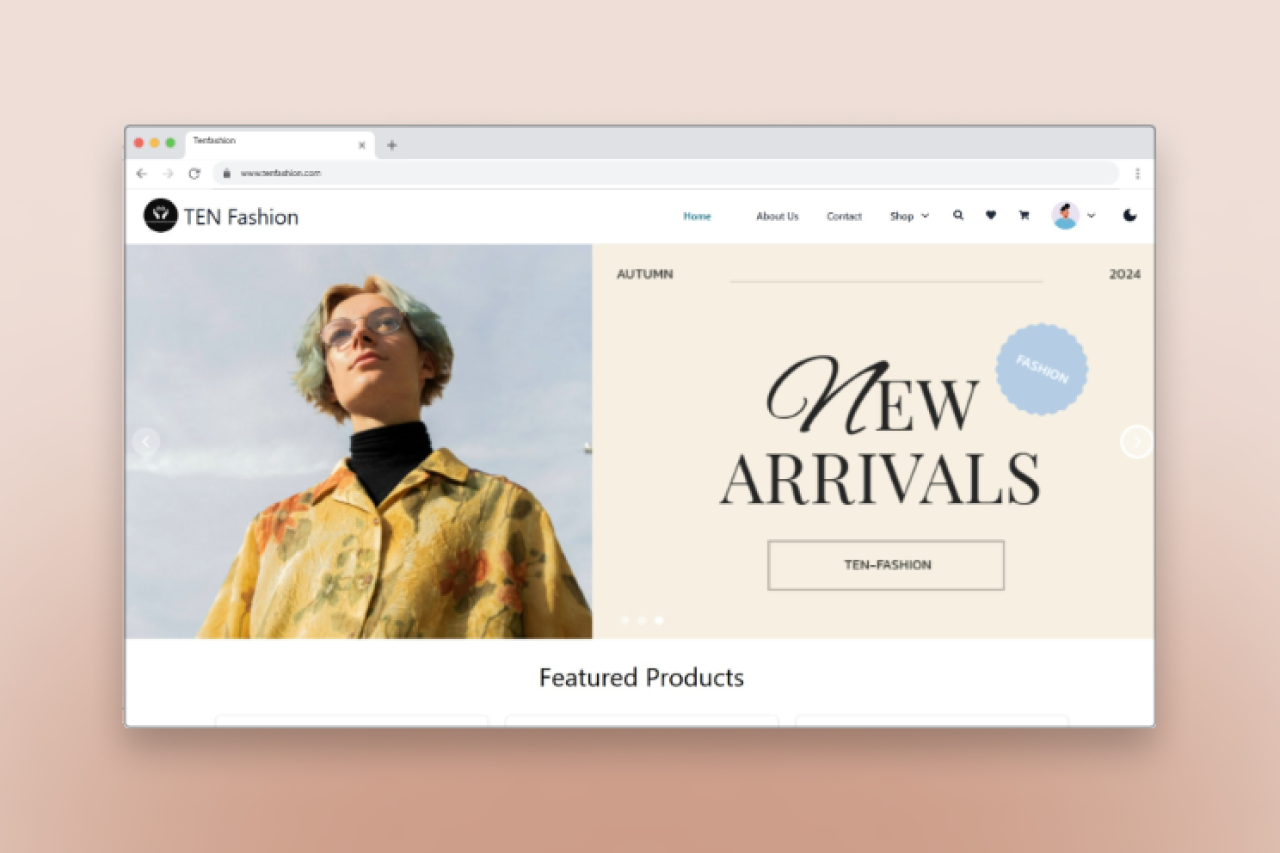 Tenfashion
www.tenfashion.com
TEN Fashion
Home About Us Contact Shop
AUTUMN 2024
FASHION
NEW
ARRIVALS
TEN-FASHION
Featured Products